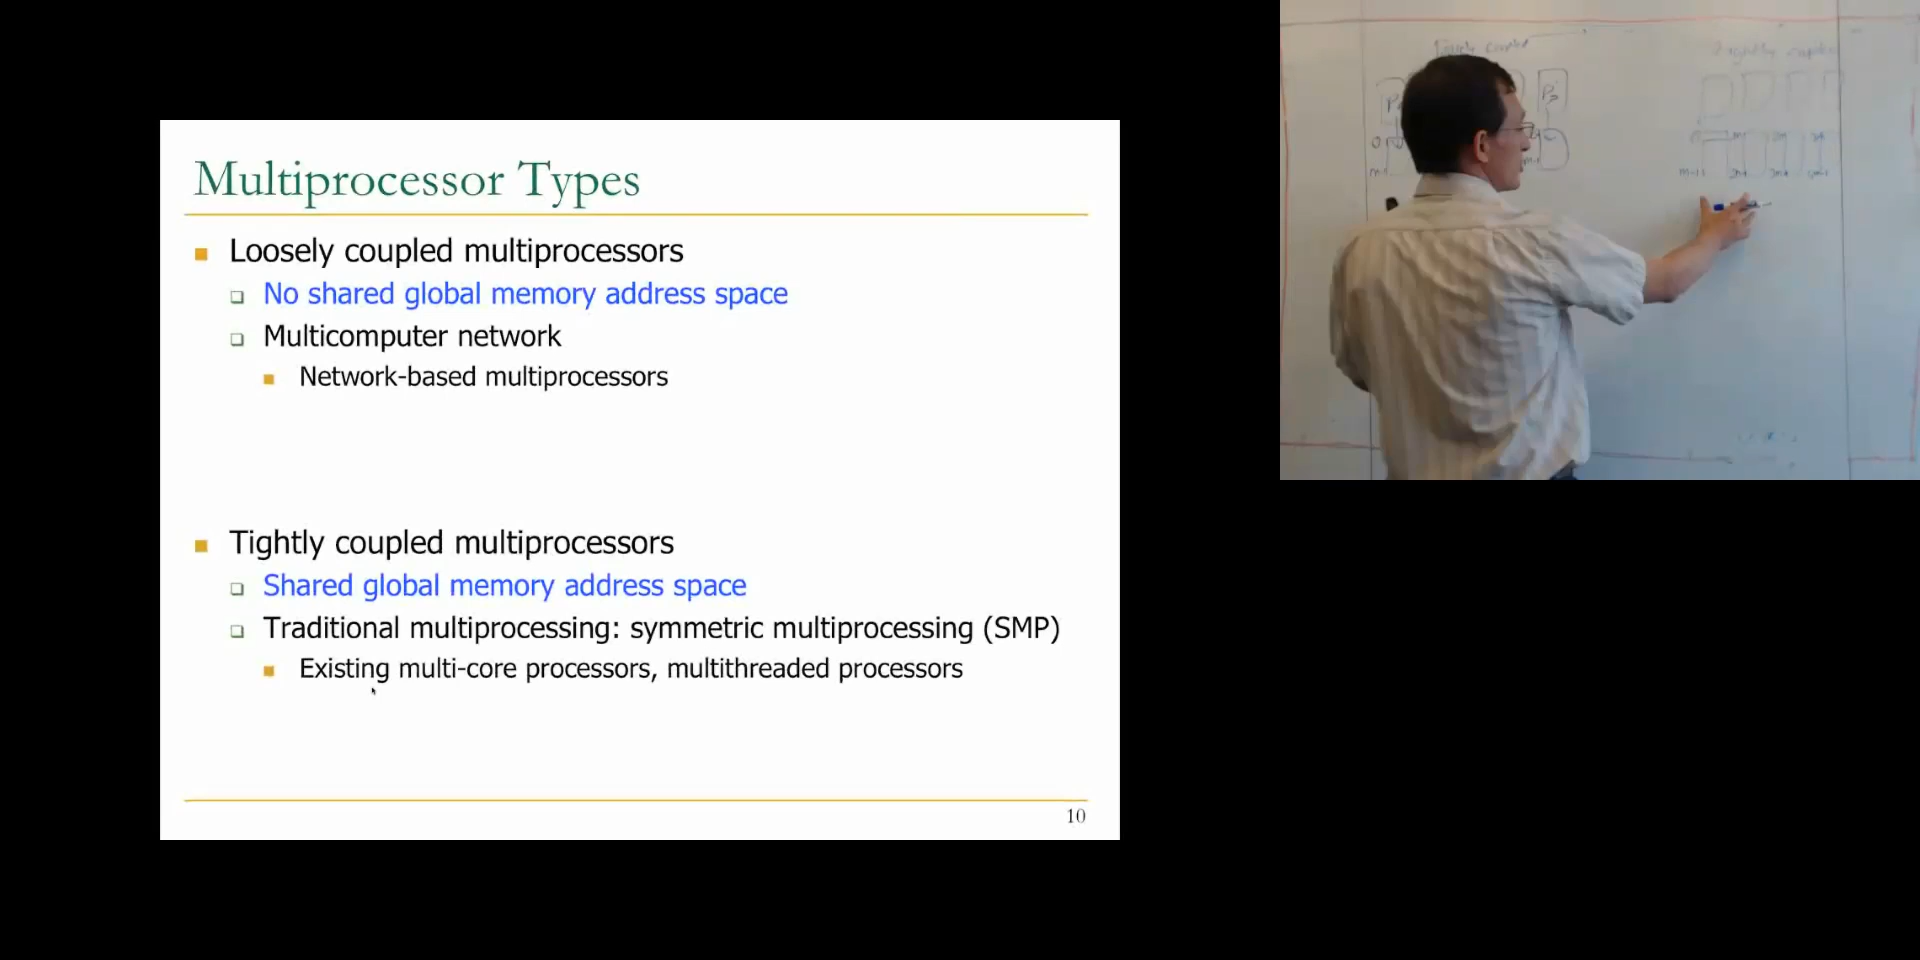 Multiprocessor Types
Loosely coupled multiprocessors
No shared global memory address space
Multicomputer network
Network-based multiprocessors
Tightly coupled multiprocessors
Shared global memory address space
Traditional multiprocessing: symmetric multiprocessing (SMP)
Existing multi-core processors, multithreaded processors
10